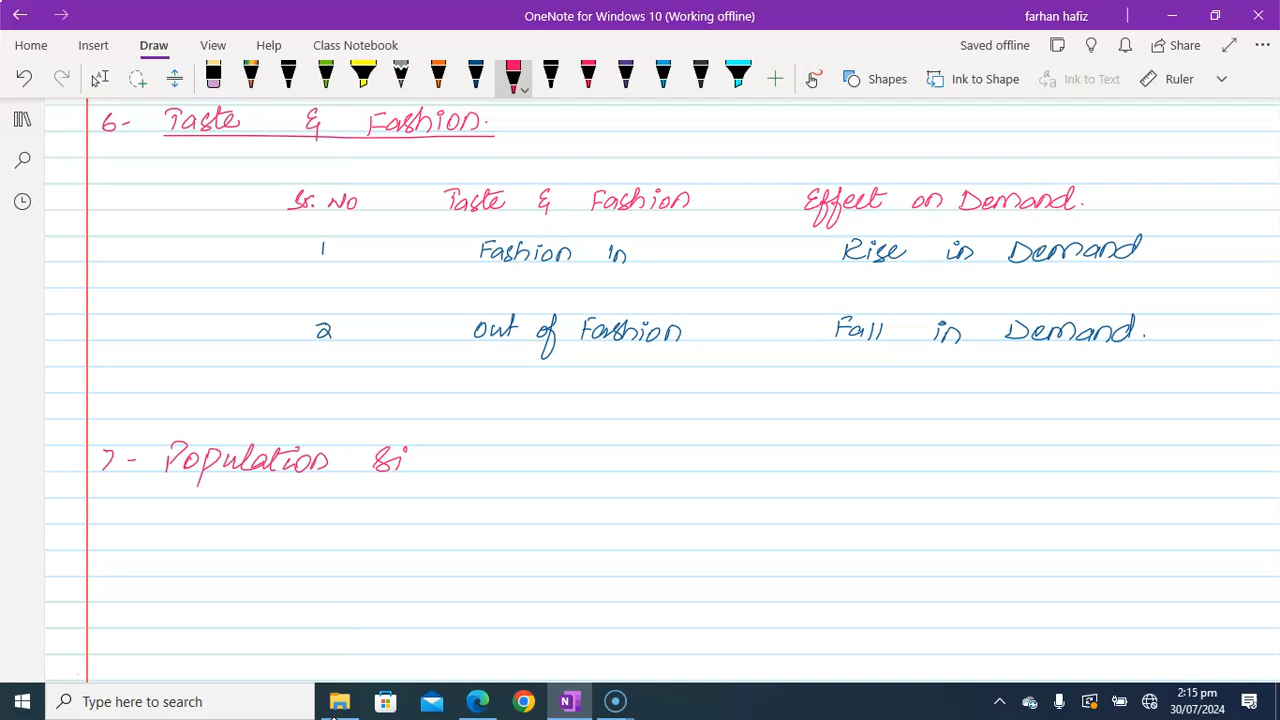 OneNote for Windows 10 (Working offline)
farhan hafiz
Home Insert Draw View Help Class Notebook
Saved offline Share
Shapes Ink to Shape Ink to Text Ruler
6- Taste & Fashion.
Sr. No Taste & Fashion Effect on Demand.
1 Fashion In Rise in Demand
2 Out of Fashion Fall in Demand.
7- Population Si
Type here to search
2:15 pm
30/07/2024